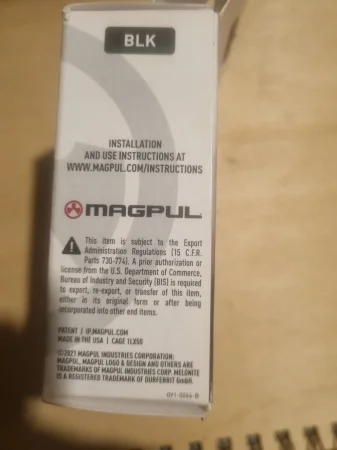 BLK
INSTALLATION
AND USE INSTRUCTIONS AT
WWW.MAGPUL.COM/INSTRUCTIONS
MAGPUL
This item is subject to the Export
Administration Regulations (15 C.F.R.
Parts 730-774). A prior authorization or
license from the U.S. Department of Commerce,
Bureau of Industry and Security (BIS) is required
to export, re-export, or transfer of this item,
either in its original form or after being
incorporated into other end items.
PATENT | IP.MAGPUL.COM
MADE IN THE USA | CAGE 1LX50
©2021 MAGPUL INDUSTRIES CORPORATION:
MAGPUL, MAGPUL LOGO & DESIGN AND OTHERS ARE
TRADEMARKS OF MAGPUL INDUSTRIES CORP. MELONITE
IS A REGISTERED TRADEMARK OF DURFERRIT GmbH.